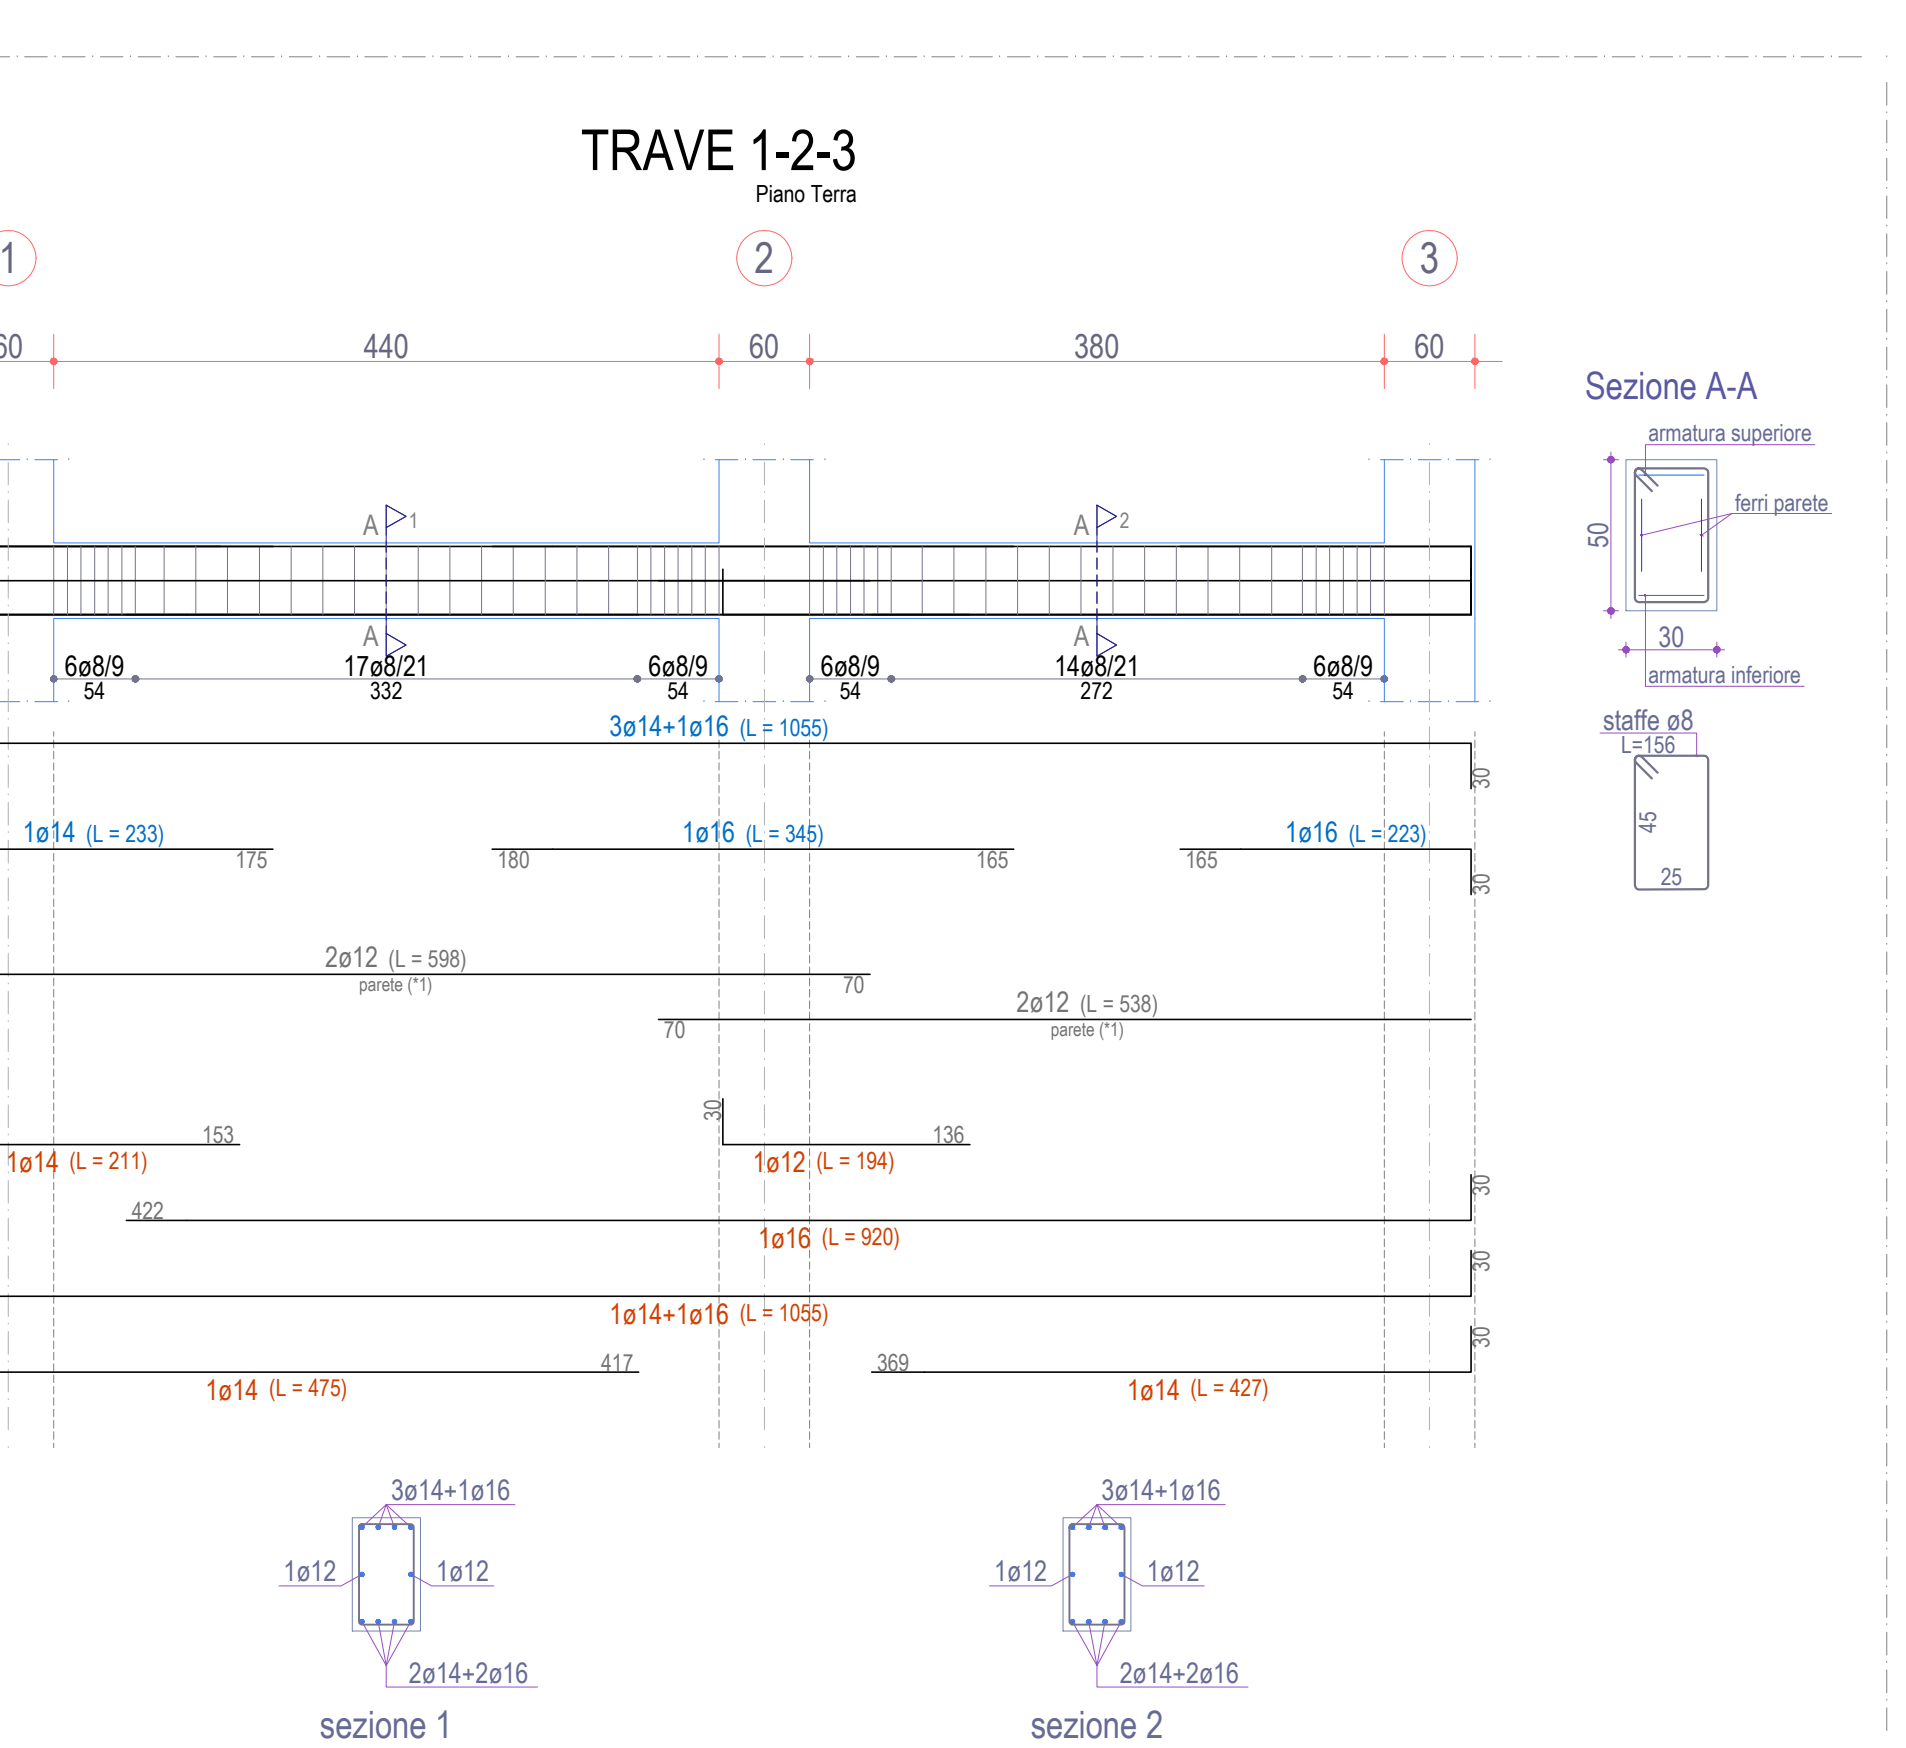 TRAVE 1-2-3
Piano Terra
1 2 3
60 440 60 380 60
Sezione A-A
armatura superiore
ferri parete
50
30
armatura inferiore
A 1 A 2
A A
6ø8/9 17ø8/21 6ø8/9 6ø8/9 14ø8/21 6ø8/9
54 332 54 54 272 54
staffe ø8
L=156
45
25
3ø14+1ø16 (L = 1055)
30
1ø14 (L = 233) 1ø16 (L = 345) 1ø16 (L = 223)
175 180 165 165
30
2ø12 (L = 598)
parete (*1)
70
2ø12 (L = 538)
70 parete (*1)
30
153 136
1ø14 (L = 211) 1ø12 (L = 194)
30
422
1ø16 (L = 920)
30
1ø14+1ø16 (L = 1055)
30
417 369
1ø14 (L = 475) 1ø14 (L = 427)
3ø14+1ø16 3ø14+1ø16
1ø12 1ø12 1ø12 1ø12
2ø14+2ø16 2ø14+2ø16
sezione 1 sezione 2